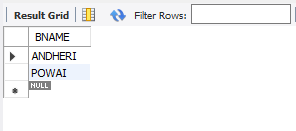 Result Grid Filter Rows:
BNAME
ANDHERI
POWAI
NULL